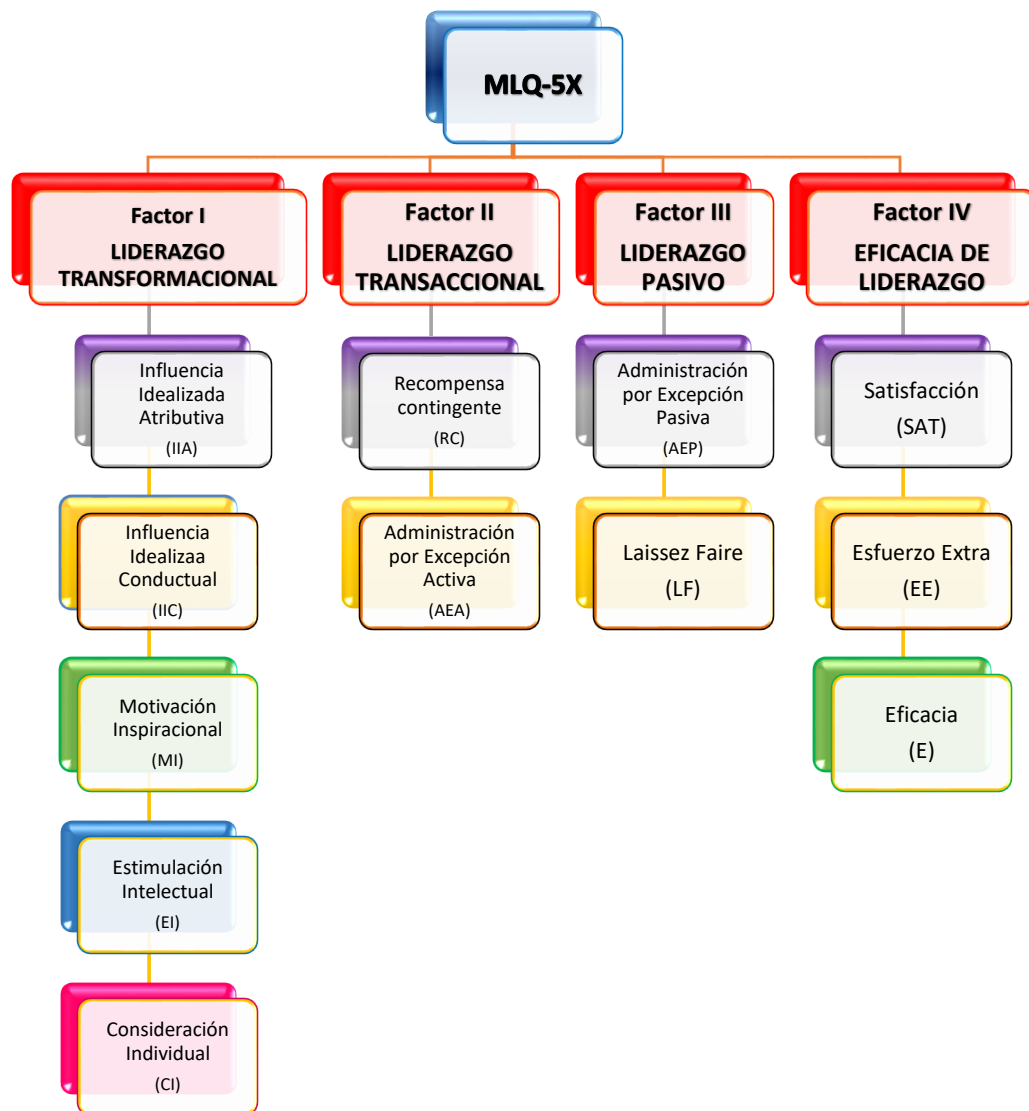 MLQ-5X
Factor I
LIDERAZGO
TRANSFORMACIONAL
Influencia
Idealizada
Atributiva
(IIA)
Influencia
Idealizaa
Conductual
(IIC)
Motivación
Inspiracional
(MI)
Estimulación
Intelectual
(EI)
Consideración
Individual
(CI)
Factor II
LIDERAZGO
TRANSACCIONAL
Recompensa
contingente
(RC)
Administración
por Excepción
Activa
(AEA)
Factor III
LIDERAZGO
PASIVO
Administración
por Excepción
Pasiva
(AEP)
Laissez Faire
(LF)
Factor IV
EFICACIA DE
LIDERAZGO
Satisfacción
(SAT)
Esfuerzo Extra
(EE)
Eficacia
(E)